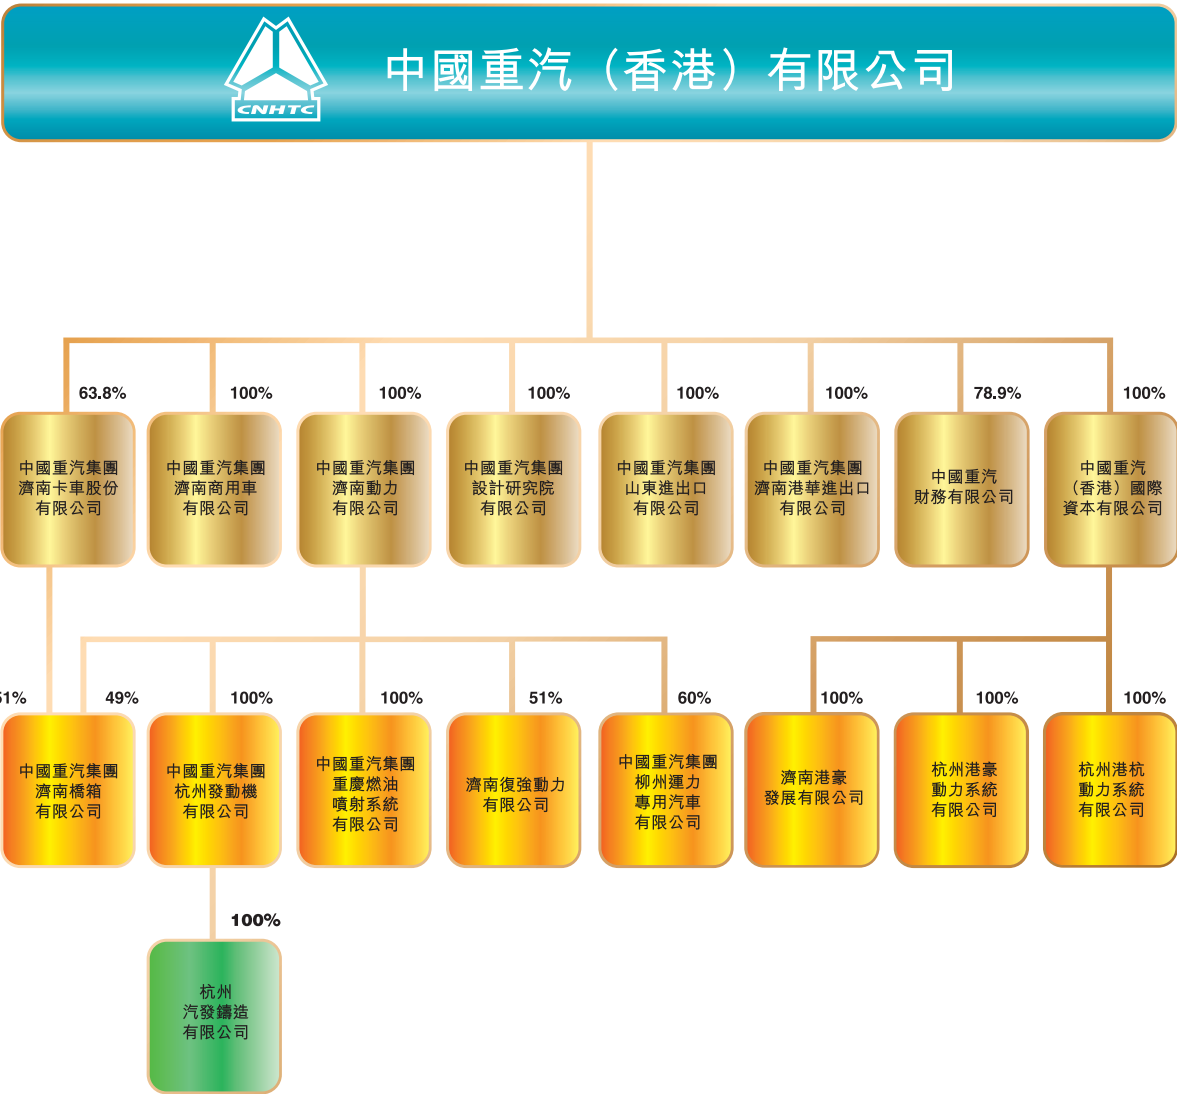 中國重汽（香港）有限公司
CNHTC
63.8%
100%
100%
100%
100%
100%
78.9%
100%
中國重汽集團
濟南卡車股份
有限公司
中國重汽集團
濟南商用車
有限公司
中國重汽集團
濟南動力
有限公司
中國重汽集團
設計研究院
有限公司
中國重汽集團
山東進出口
有限公司
中國重汽集團
濟南港華進出口
有限公司
中國重汽
財務有限公司
中國重汽
（香港）國際
資本有限公司
51%
49%
100%
100%
51%
60%
100%
100%
100%
中國重汽集團
濟南橋箱
有限公司
中國重汽集團
杭州發動機
有限公司
中國重汽集團
重慶燃油
噴射系統
有限公司
濟南復強動力
有限公司
中國重汽集團
柳州運力
專用汽車
有限公司
濟南港豪
發展有限公司
杭州港豪
動力系統
有限公司
杭州港杭
動力系統
有限公司
100%
杭州
汽發鑄造
有限公司